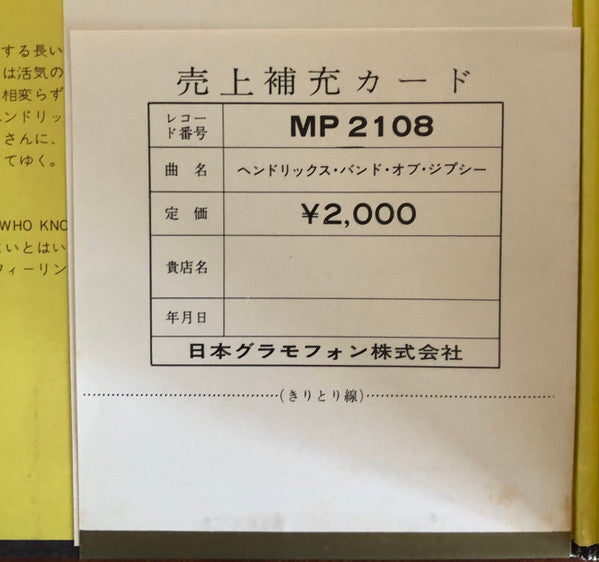 する長い
は活気の
相変らず
ンドリッ
さんに、
てゆく。
WHO KNO
いとはい
フィーリン
売上補充カード
レコード番号 MP 2108
曲名 ヘンドリックス・バンド・オブ・ジプシー
定価 ¥2,000
貴店名
年月日
日本グラモフォン株式会社
(きりとり線)